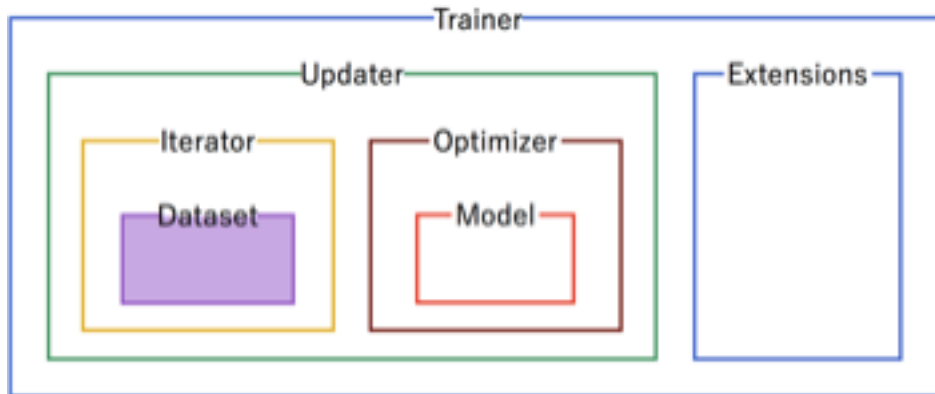 Trainer
Updater
Extensions
Iterator
Optimizer
Dataset
Model